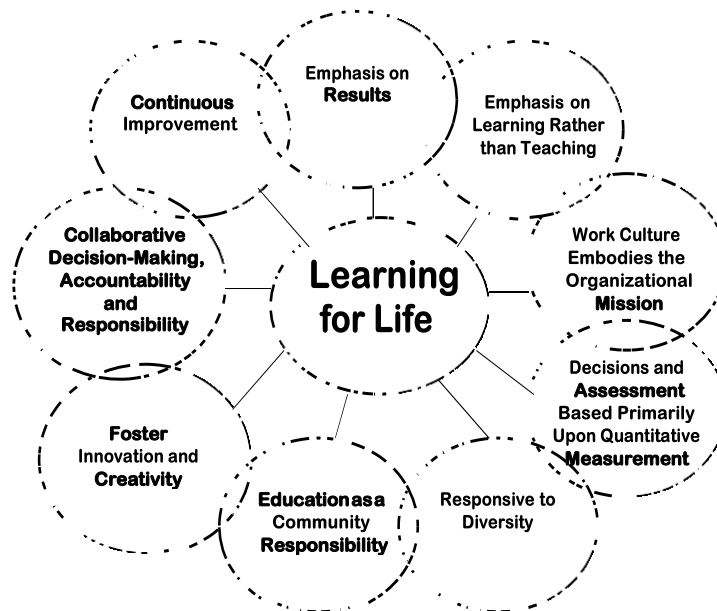 Emphasis on
Results
Emphasis on
Learning Rather
than Teaching
Work Culture
Embodies the
Organizational
Mission
Decisions and
Assessment
Based Primarily
Upon Quantitative
Measurement
Responsive to
Diversity
Education as a
Community
Responsibility
Foster
Innovation and
Creativity
Collaborative
Decision-Making,
Accountability
and
Responsibility
Continuous
Improvement
Learning
for Life